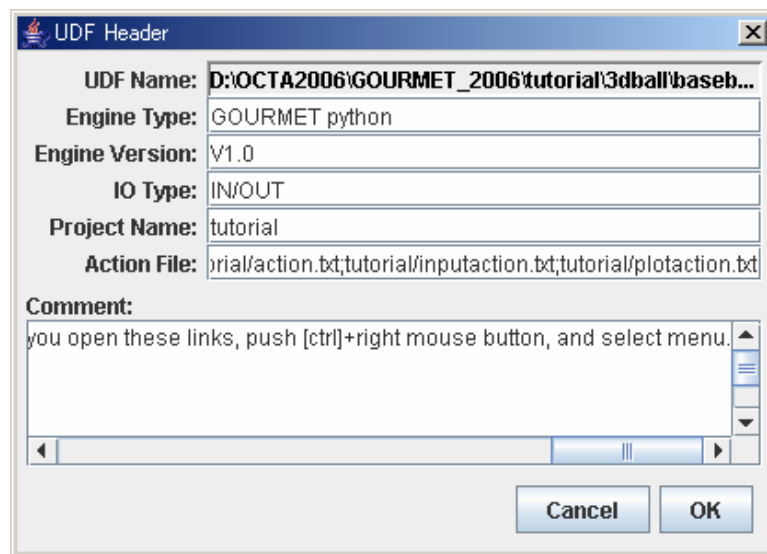 UDF Header
UDF Name: D:\OCTA2006\GOURMET_2006\tutorial\3dball\baseb...
Engine Type: GOURMET python
Engine Version: V1.0
IO Type: IN/OUT
Project Name: tutorial
Action File: rial/action.txt;tutorial/inputaction.txt;tutorial/plotaction.txt
Comment:
you open these links, push [ctrl]+right mouse button, and select menu.
Cancel OK